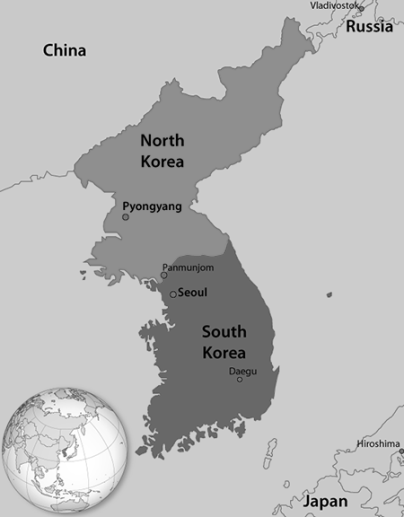 Vladivostok
Russia
China
North
Korea
Pyongyang
Panmunjom
Seoul
South
Korea
Daegu
Hiroshima
Japan